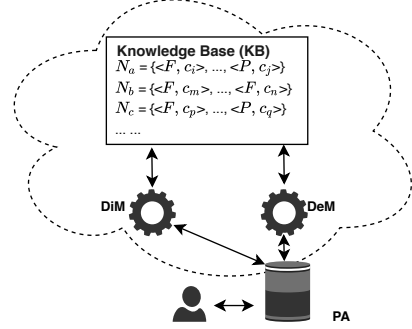 Knowledge Base (KB)
N_a = {<F, c_i>, ..., <P, c_j>}
N_b = {<F, c_m>, ..., <F, c_n>}
N_c = {<F, c_p>, ..., <P, c_q>}
... ...
DiM DeM
PA